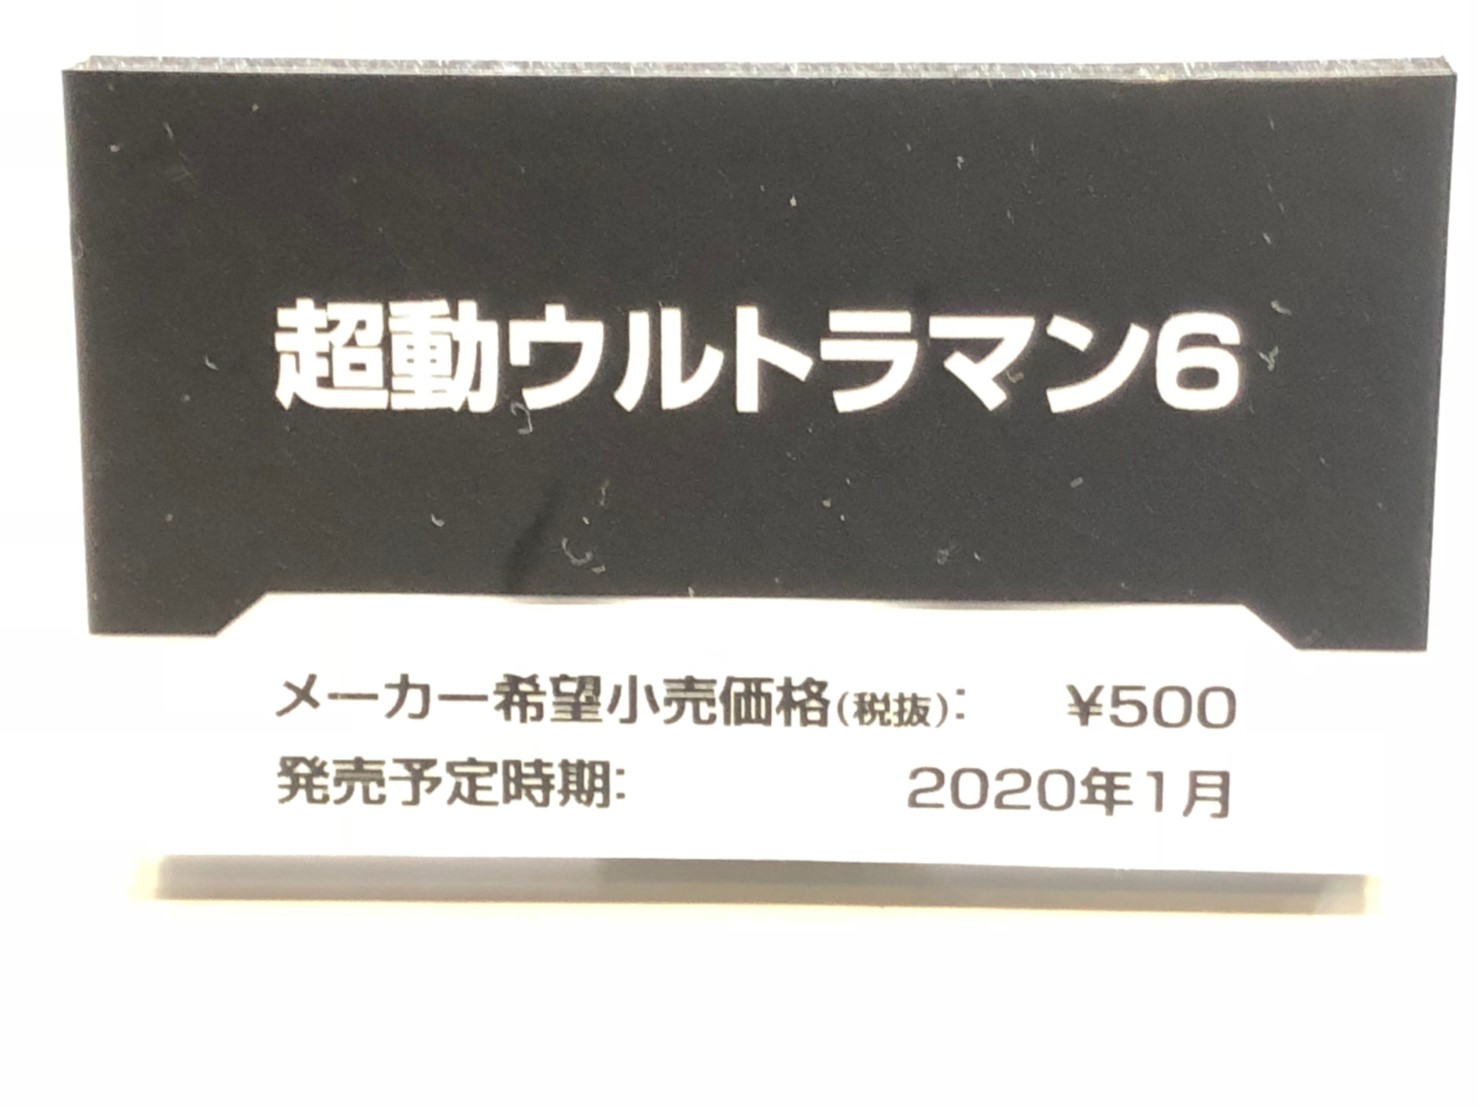 超動ウルトラマン6
メーカー希望小売価格(税抜): ¥500
発売予定時期: 2020年1月